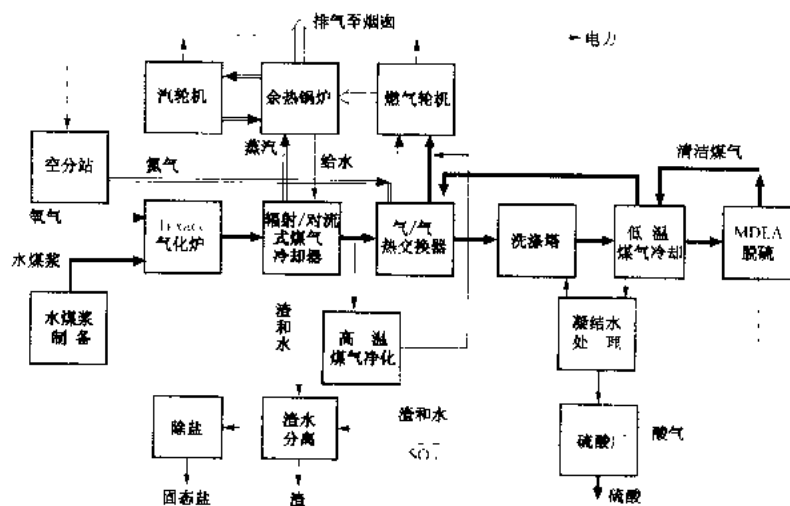 排气至烟囱
电力
汽轮机
余热锅炉
燃气轮机
空分站
氮气
蒸汽
给水
清洁煤气
氧气
气化炉
辐射/对流
式煤气
冷却器
气/气
热交换器
洗涤塔
低 温
煤气冷却
MDEA
脱硫
水煤浆
水煤浆
制 备
渣
和
水
高 温
煤气净化
凝结水
处 理
除盐
渣水
分离
渣和水
硫酸厂
酸气
固态盐
渣
硫酸